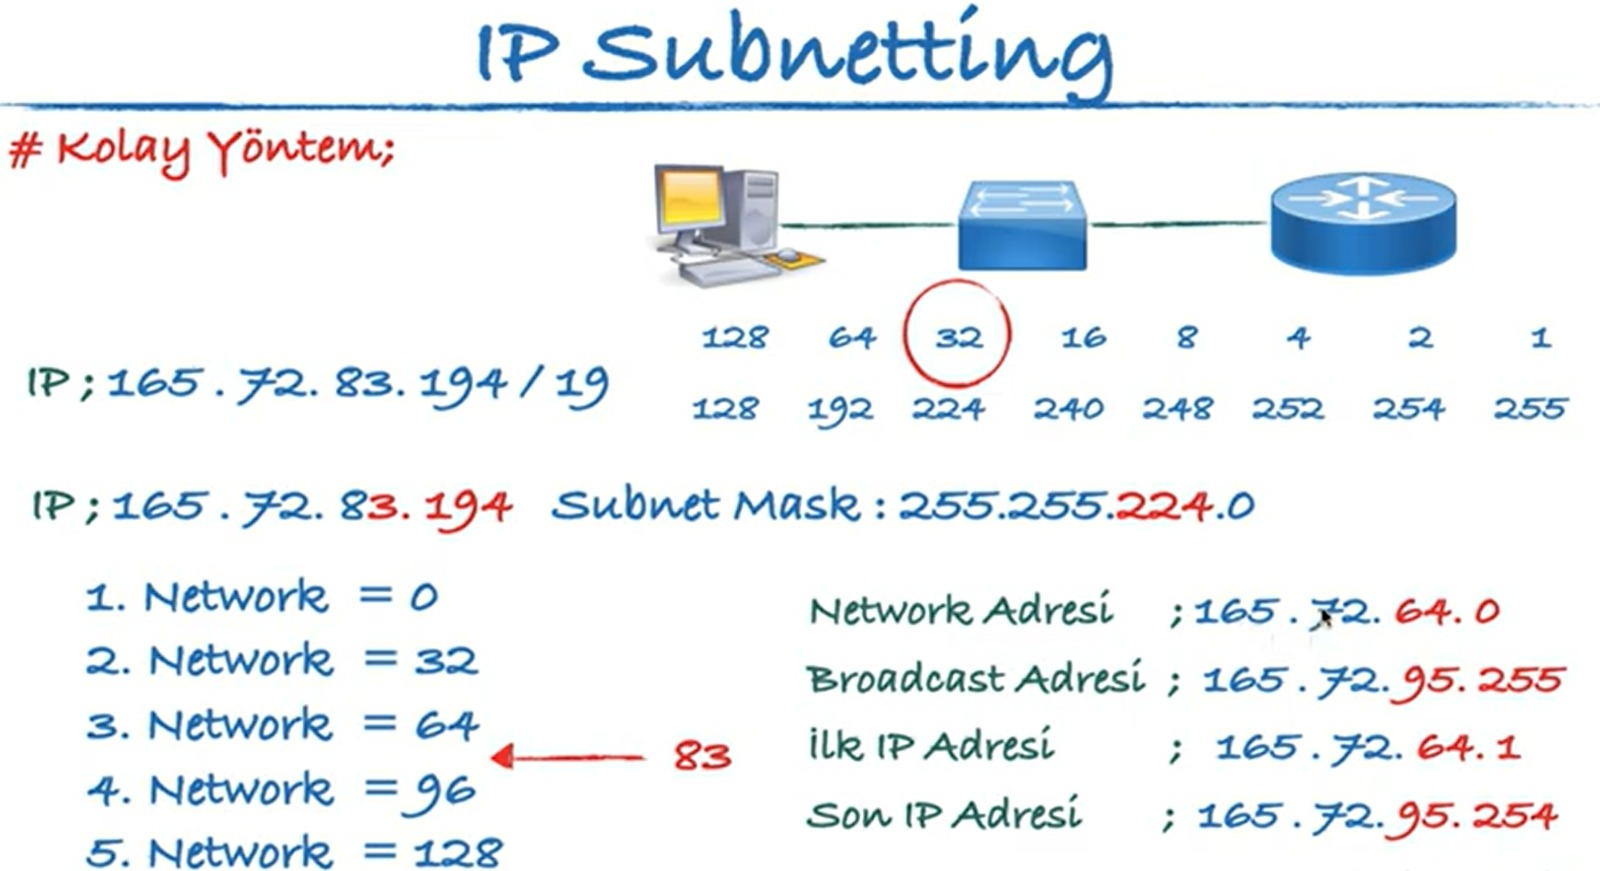 IP Subnetting
# Kolay Yöntem;
128 64 32 16 8 4 2 1
IP ; 165 . 72. 83. 194 / 19
128 192 224 240 248 252 254 255
IP ; 165 . 72. 83. 194 Subnet Mask : 255.255.224.0
1. Network = 0
2. Network = 32
3. Network = 64
83
4. Network = 96
5. Network = 128
Network Adresi ; 165 . 72. 64. 0
Broadcast Adresi ; 165 . 72. 95. 255
İlk IP Adresi ; 165 . 72. 64. 1
Son IP Adresi ; 165 . 72. 95. 254